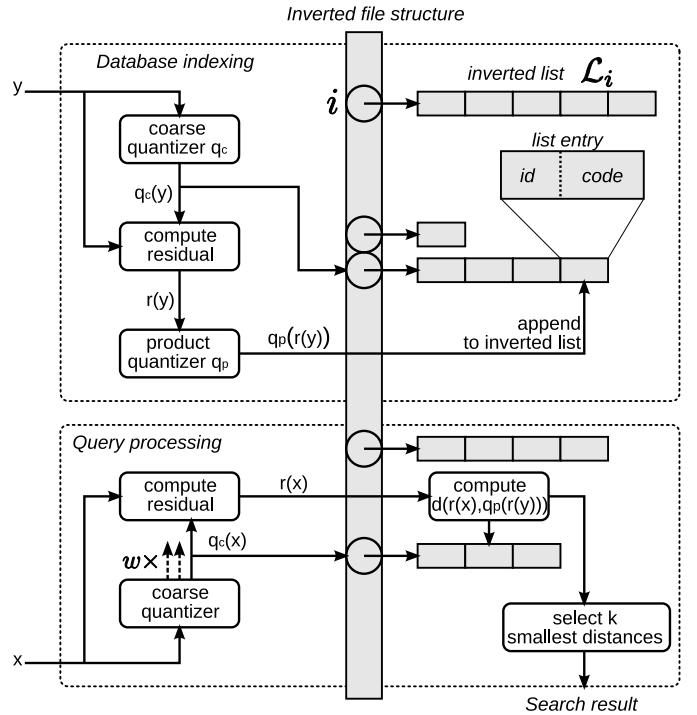 Inverted file structure
Database indexing
y
i
inverted list 𝓛i
coarse
quantizer qc
list entry
id
code
qc(y)
compute
residual
r(y)
product
quantizer qp
qp(r(y))
append
to inverted list
Query processing
compute
residual
r(x)
compute
d(r(x),qp(r(y)))
w×
qc(x)
coarse
quantizer
select k
smallest distances
x
Search result